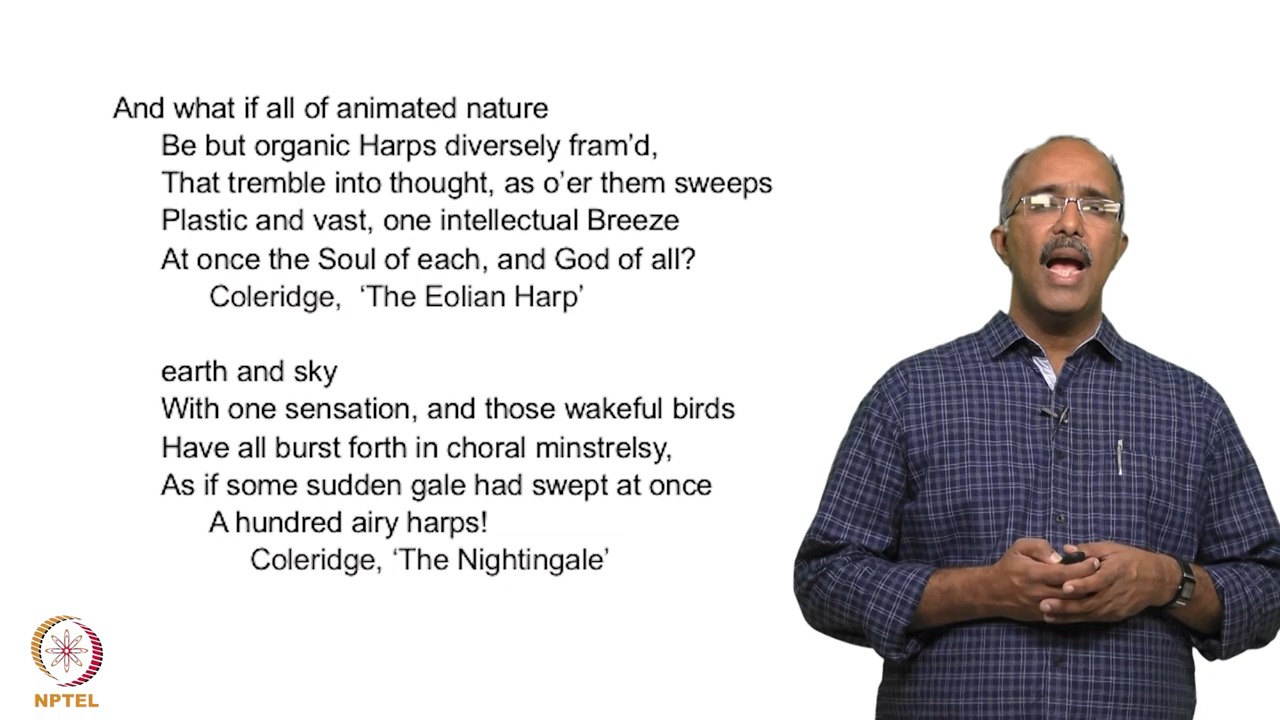 And what if all of animated nature
Be but organic Harps diversely fram’d,
That tremble into thought, as o’er them sweeps
Plastic and vast, one intellectual Breeze
At once the Soul of each, and God of all?
Coleridge, ‘The Eolian Harp’
earth and sky
With one sensation, and those wakeful birds
Have all burst forth in choral minstrelsy,
As if some sudden gale had swept at once
A hundred airy harps!
Coleridge, ‘The Nightingale’
NPTEL